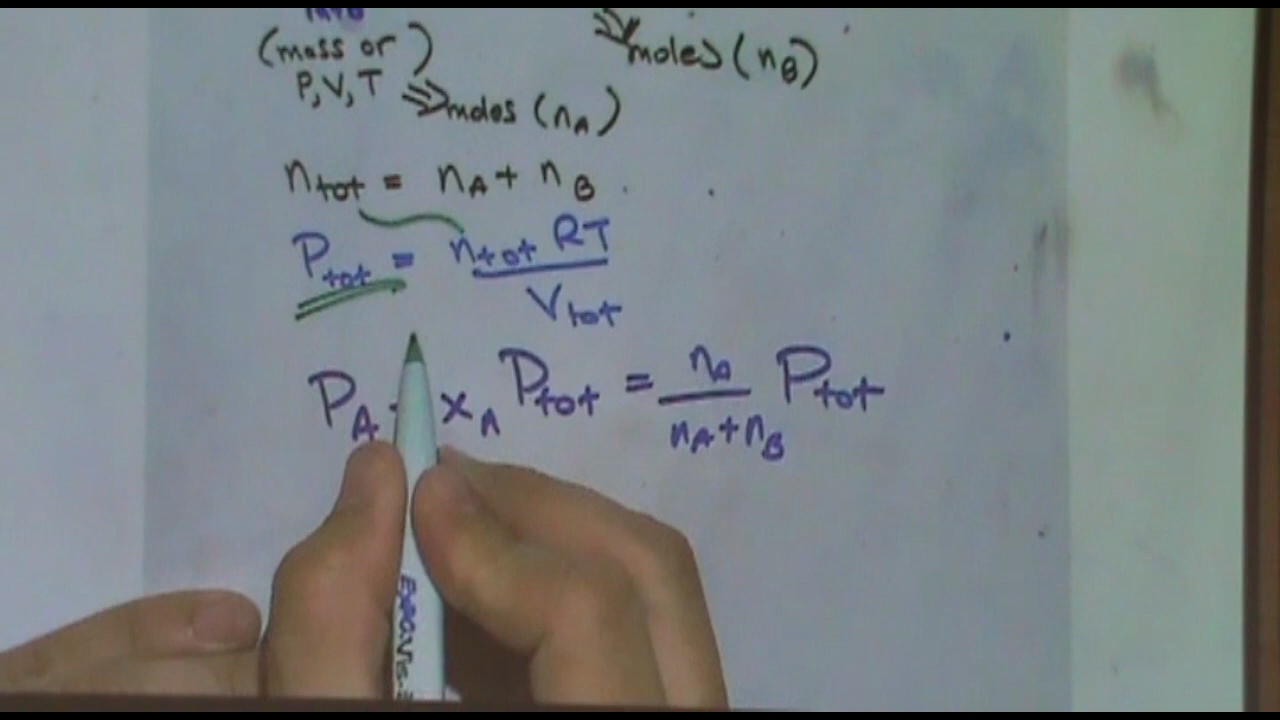 (mass or )
P, V, T
moles (nB)
⇒ moles (nA)
ntot = nA + nB
Ptot = ntot RT / Vtot
PA = xA Ptot = nA / (nA + nB) Ptot
EXPO